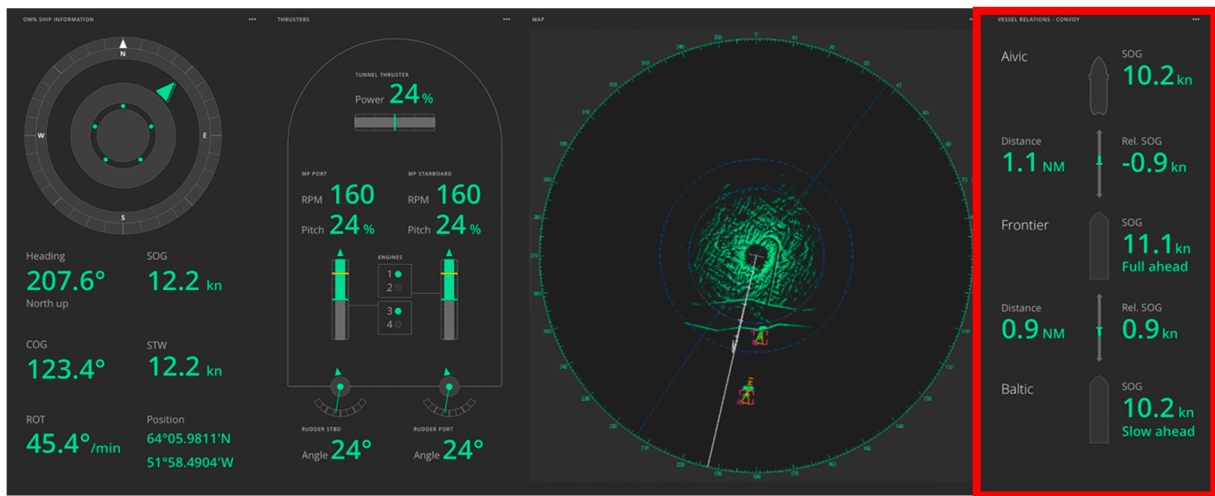 OWN SHIP INFORMATION
N
W
E
S
Heading
207.6°
North up
SOG
12.2 kn
COG
123.4°
STW
12.2 kn
ROT
45.4°/min
Position
64°05.9811'N
51°58.4904'W
THRUSTERS
TUNNEL THRUSTER
Power 24 %
MP PORT
RPM 160
Pitch 24 %
MP STARBOARD
RPM 160
Pitch 24 %
ENGINES
1
2
3
4
RUDDER STBD
Angle 24°
RUDDER PORT
Angle 24°
MAP
VESSEL RELATIONS - CONVOY
Aivic
SOG
10.2 kn
Distance
1.1 NM
Rel. SOG
-0.9 kn
Frontier
SOG
11.1 kn
Full ahead
Distance
0.9 NM
Rel. SOG
0.9 kn
Baltic
SOG
10.2 kn
Slow ahead